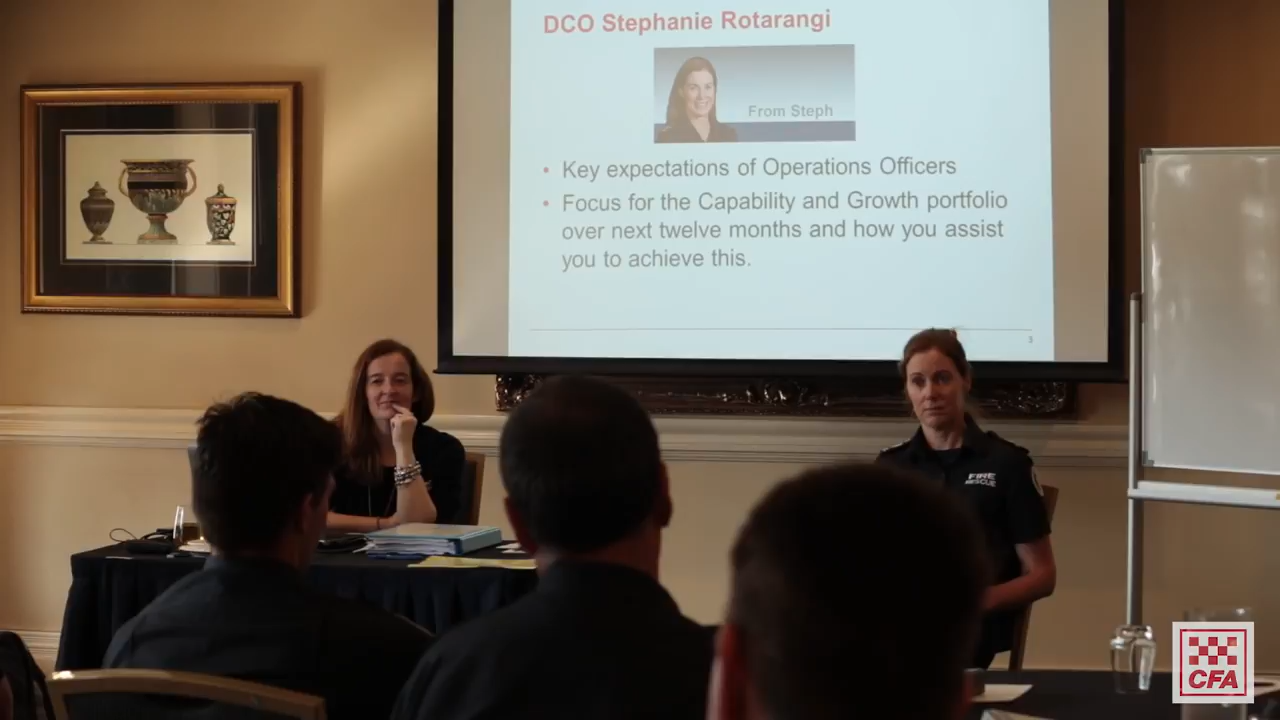 DCO Stephanie Rotarangi
From Steph
• Key expectations of Operations Officers
• Focus for the Capability and Growth portfolio
over next twelve months and how you assist
you to achieve this.
3
FIRE
RESCUE
CFA